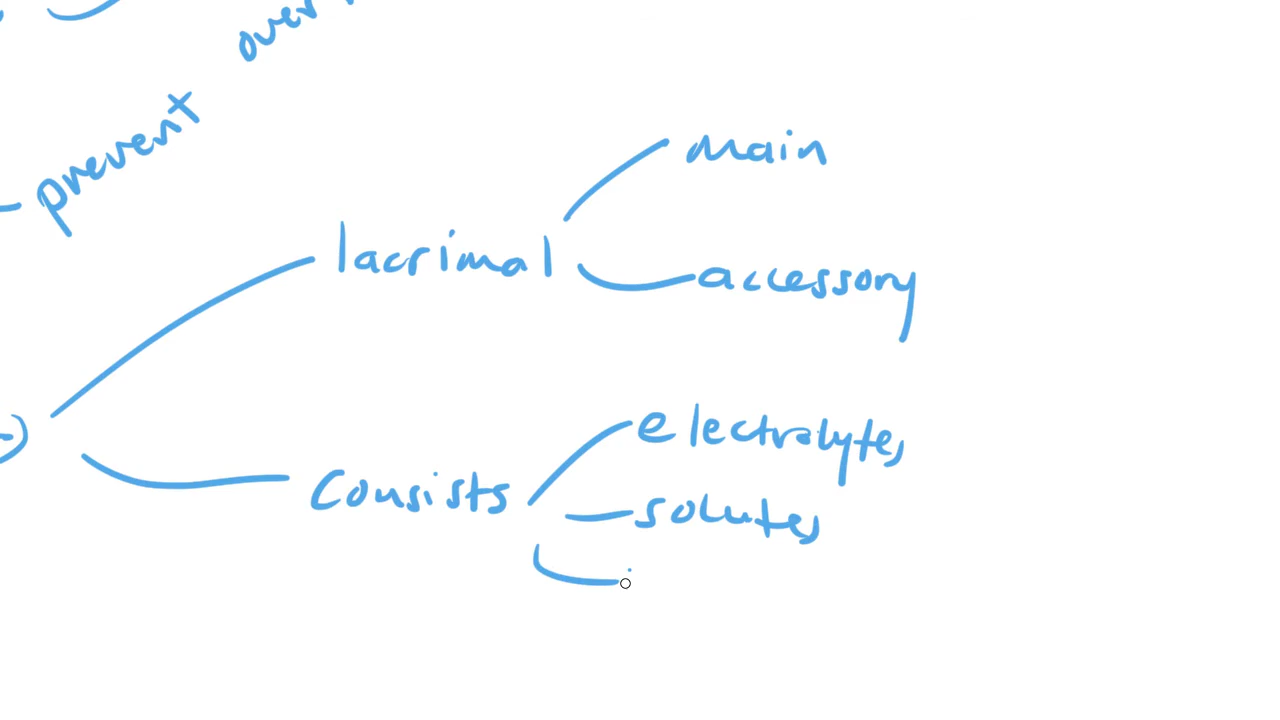 prevent
main
lacrimal
accessory
electrolytes
Consists
solutes